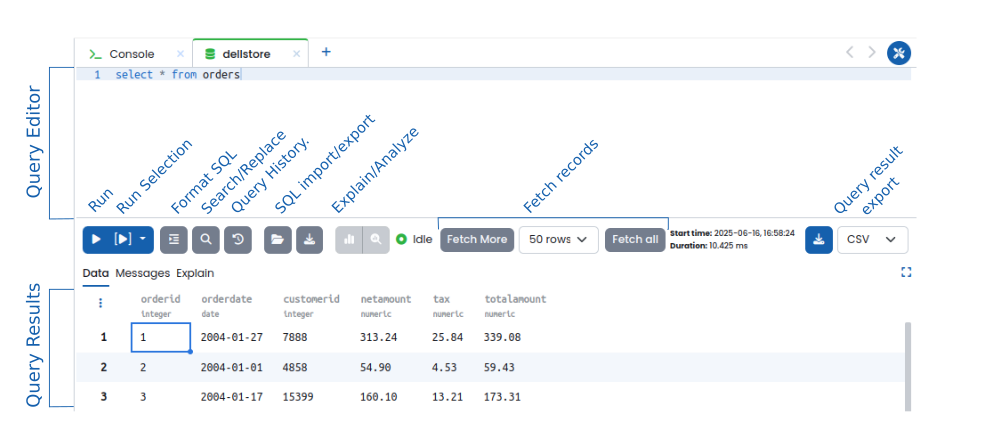 Console
dellstore
1 select * from orders
Query Editor
Run
Run Selection
Format SQL
Search/Replace
Query History.
SQL import/export
Explain/Analyze
Fetch records
Query result
export
Idle
Fetch More
50 rows
Fetch all
Start time: 2025-06-16, 16:58:24
Duration: 10.425 ms
CSV
Data Messages Explain
Query Results
orderid orderdate customerid netamount tax totalamount
integer date integer numeric numeric numeric
1 1 2004-01-27 7888 313.24 25.84 339.08
2 2 2004-01-01 4858 54.90 4.53 59.43
3 3 2004-01-17 15399 160.10 13.21 173.31